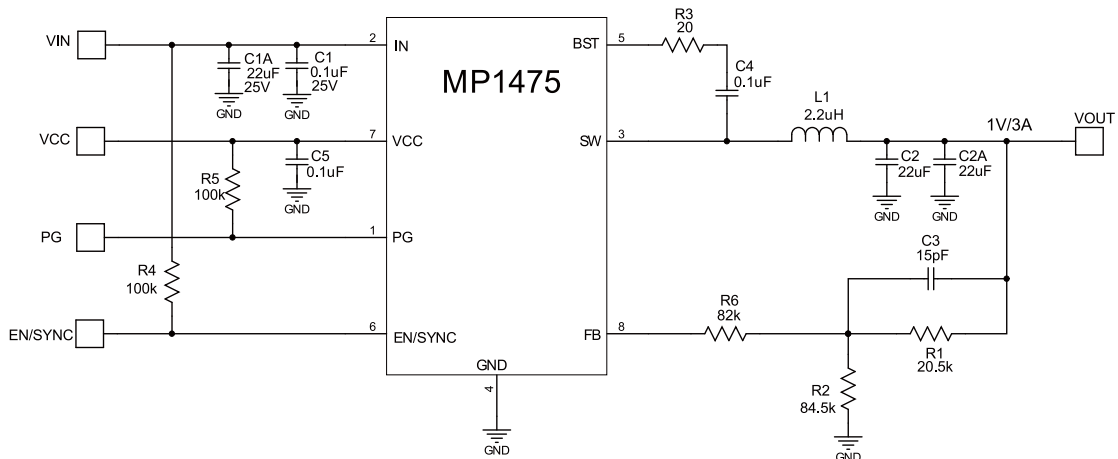 VIN
2
IN
C1A
22uF
25V
GND
C1
0.1uF
25V
GND
MP1475
BST
5
R3
20
C4
0.1uF
VCC
7
VCC
C5
0.1uF
GND
R5
100k
SW
3
L1
2.2uH
1V/3A
VOUT
C2
22uF
GND
C2A
22uF
GND
PG
1
PG
R4
100k
C3
15pF
EN/SYNC
6
EN/SYNC
FB
8
R6
82k
R1
20.5k
R2
84.5k
GND
GND
4
GND